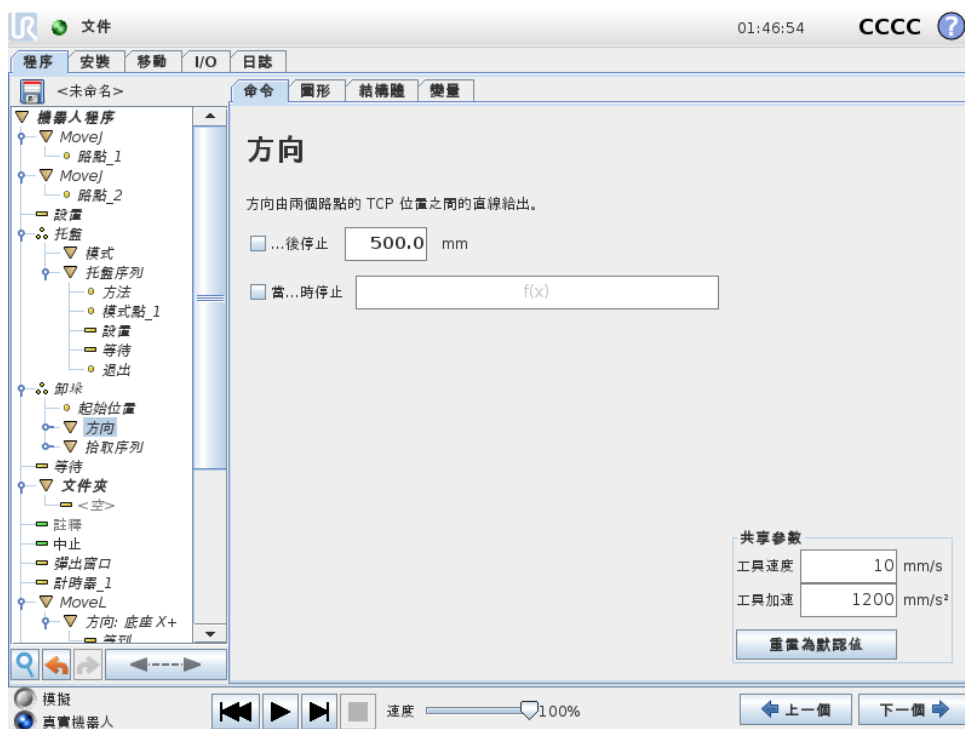 UR 文件 01:46:54 CCCC ?
程序 安裝 移動 I/O 日誌
<未命名> 命令 圖形 結構體 變量
機器人程序
MoveJ
路點_1
MoveJ
路點_2
設置
托盤
模式
托盤序列
方法
模式點_1
設置
等待
退出
卸垛
起始位置
方向
拾取序列
等待
文件夾
<空>
註釋
中止
彈出窗口
計時器_1
MoveL
方向: 底座 X+
等到
方向
方向由兩個路點的 TCP 位置之間的直線給出。
...後停止 500.0 mm
當...時停止 f(x)
共享參數
工具速度 10 mm/s
工具加速 1200 mm/s²
重置為默認值
模擬
真實機器人
速度 100%
上一個 下一個